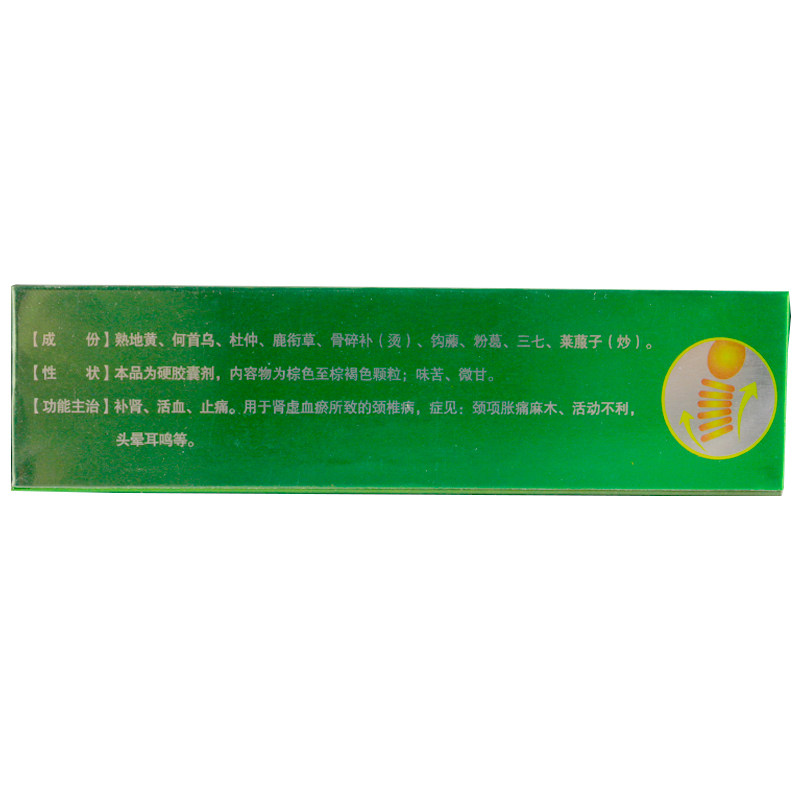 【成　份】熟地黄、何首乌、杜仲、鹿衔草、骨碎补(烫)、钩藤、粉葛、三七、莱菔子(炒)。
【性　状】本品为硬胶囊剂，内容物为棕色至棕褐色颗粒；味苦、微甘。
【功能主治】补肾、活血、止痛。用于肾虚血瘀所致的颈椎病，症见：颈项胀痛麻木、活动不利，
头晕耳鸣等。